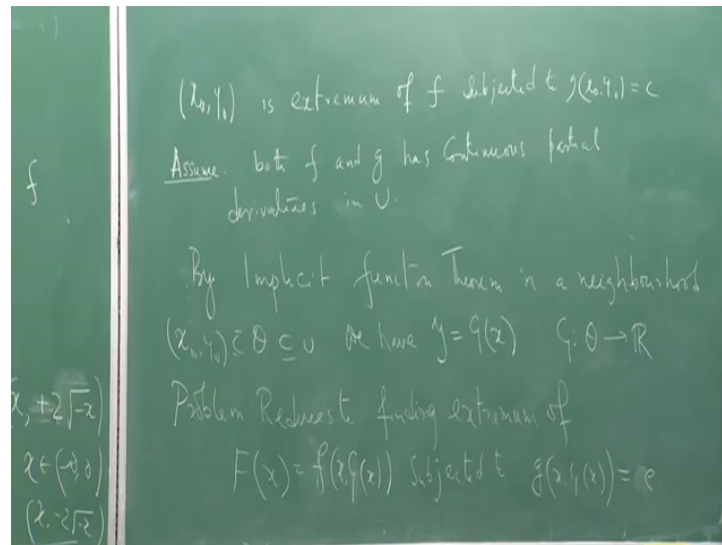 f
x, +2√-x)
x ∈ (-∞, 0)
(x, -2√-x)
(x₀, y₀) is extremum of f subjected to g(x₀, y₀) = c
Assume. both f and g has Continuous partial
derivatives in U.
By Implicit function Theorem in a neighbourhood
(x₀, y₀) ⊆ θ ⊆ U we have y = G(x) G: θ → ℝ
Problem Reduces to finding extremum of
F(x) = f(x, G(x)) Subjected to g(x, G(x)) = c